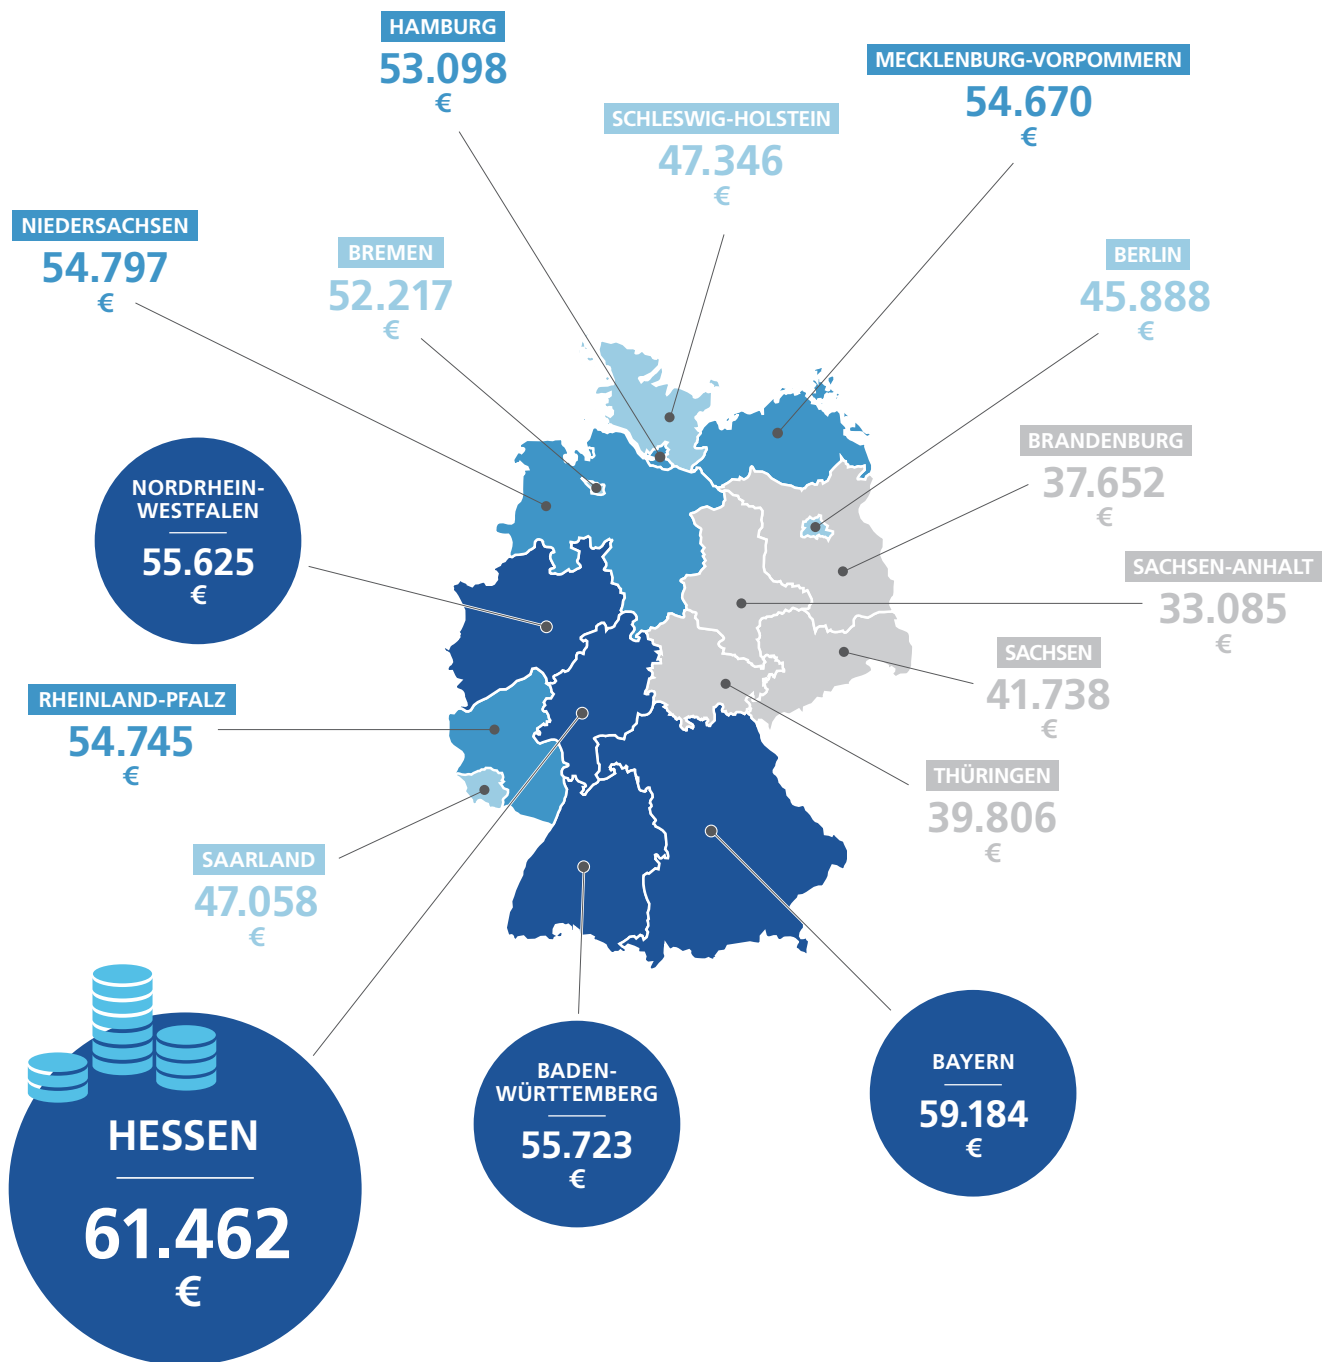 HAMBURG
53.098
€
MECKLENBURG-VORPOMMERN
54.670
€
SCHLESWIG-HOLSTEIN
47.346
€
NIEDERSACHSEN
54.797
€
BREMEN
52.217
€
BERLIN
45.888
€
BRANDENBURG
37.652
€
NORDRHEIN-
WESTFALEN
55.625
€
SACHSEN-ANHALT
33.085
€
SACHSEN
41.738
€
RHEINLAND-PFALZ
54.745
€
THÜRINGEN
39.806
€
SAARLAND
47.058
€
HESSEN
61.462
€
BADEN-
WÜRTTEMBERG
55.723
€
BAYERN
59.184
€